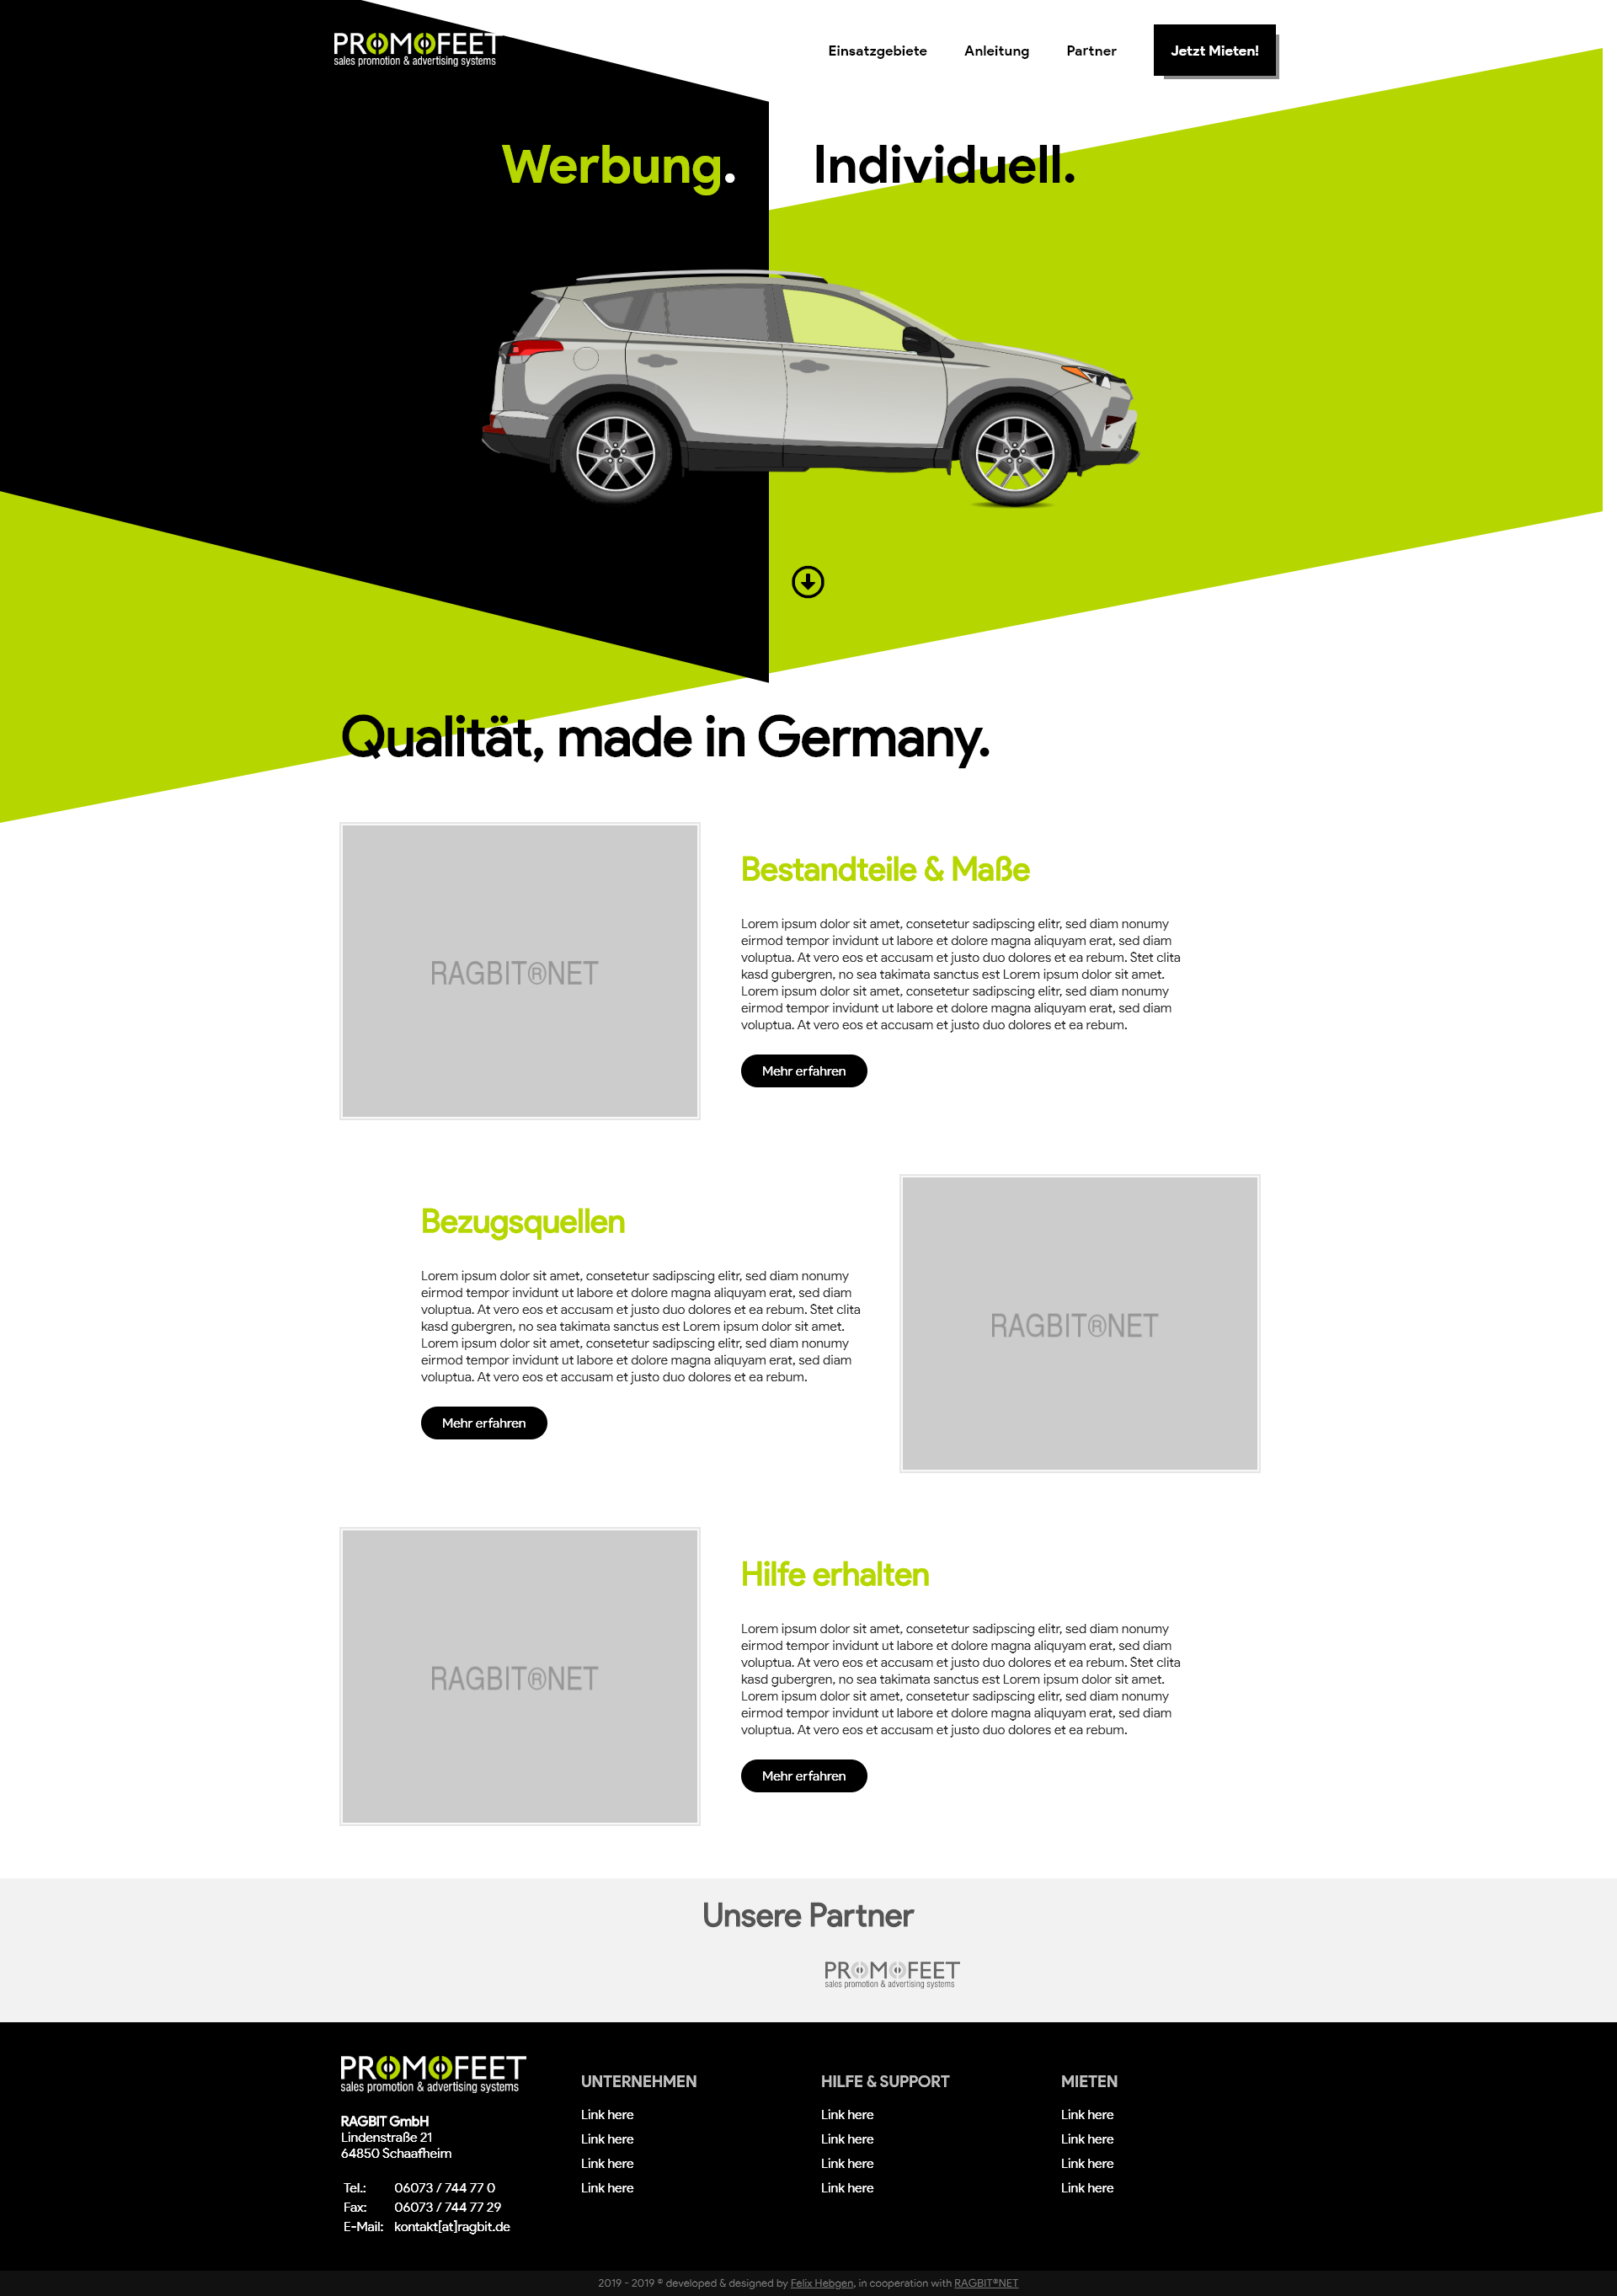 PROMOFEET
sales promotion & advertising systems
Einsatzgebiete
Anleitung
Partner
Jetzt Mieten!
Werbung.
Individuell.
Qualität, made in Germany.
RAGBIT®NET
Bestandteile & Maße
Lorem ipsum dolor sit amet, consetetur sadipscing elitr, sed diam nonumy
eirmod tempor invidunt ut labore et dolore magna aliquyam erat, sed diam
voluptua. At vero eos et accusam et justo duo dolores et ea rebum. Stet clita
kasd gubergren, no sea takimata sanctus est Lorem ipsum dolor sit amet.
Lorem ipsum dolor sit amet, consetetur sadipscing elitr, sed diam nonumy
eirmod tempor invidunt ut labore et dolore magna aliquyam erat, sed diam
voluptua. At vero eos et accusam et justo duo dolores et ea rebum.
Mehr erfahren
Bezugsquellen
Lorem ipsum dolor sit amet, consetetur sadipscing elitr, sed diam nonumy
eirmod tempor invidunt ut labore et dolore magna aliquyam erat, sed diam
voluptua. At vero eos et accusam et justo duo dolores et ea rebum. Stet clita
kasd gubergren, no sea takimata sanctus est Lorem ipsum dolor sit amet.
Lorem ipsum dolor sit amet, consetetur sadipscing elitr, sed diam nonumy
eirmod tempor invidunt ut labore et dolore magna aliquyam erat, sed diam
voluptua. At vero eos et accusam et justo duo dolores et ea rebum.
Mehr erfahren
RAGBIT®NET
RAGBIT®NET
Hilfe erhalten
Lorem ipsum dolor sit amet, consetetur sadipscing elitr, sed diam nonumy
eirmod tempor invidunt ut labore et dolore magna aliquyam erat, sed diam
voluptua. At vero eos et accusam et justo duo dolores et ea rebum. Stet clita
kasd gubergren, no sea takimata sanctus est Lorem ipsum dolor sit amet.
Lorem ipsum dolor sit amet, consetetur sadipscing elitr, sed diam nonumy
eirmod tempor invidunt ut labore et dolore magna aliquyam erat, sed diam
voluptua. At vero eos et accusam et justo duo dolores et ea rebum.
Mehr erfahren
Unsere Partner
PROMOFEET
sales promotion & advertising systems
PROMOFEET
sales promotion & advertising systems
RAGBIT GmbH
Lindenstraße 21
64850 Schaafheim
Tel.: 06073 / 744 77 0
Fax: 06073 / 744 77 29
E-Mail: kontakt[at]ragbit.de
UNTERNEHMEN
Link here
Link here
Link here
Link here
HILFE & SUPPORT
Link here
Link here
Link here
Link here
MIETEN
Link here
Link here
Link here
Link here
2019 - 2019 ® developed & designed by Felix Hebgen, in cooperation with RAGBIT®NET